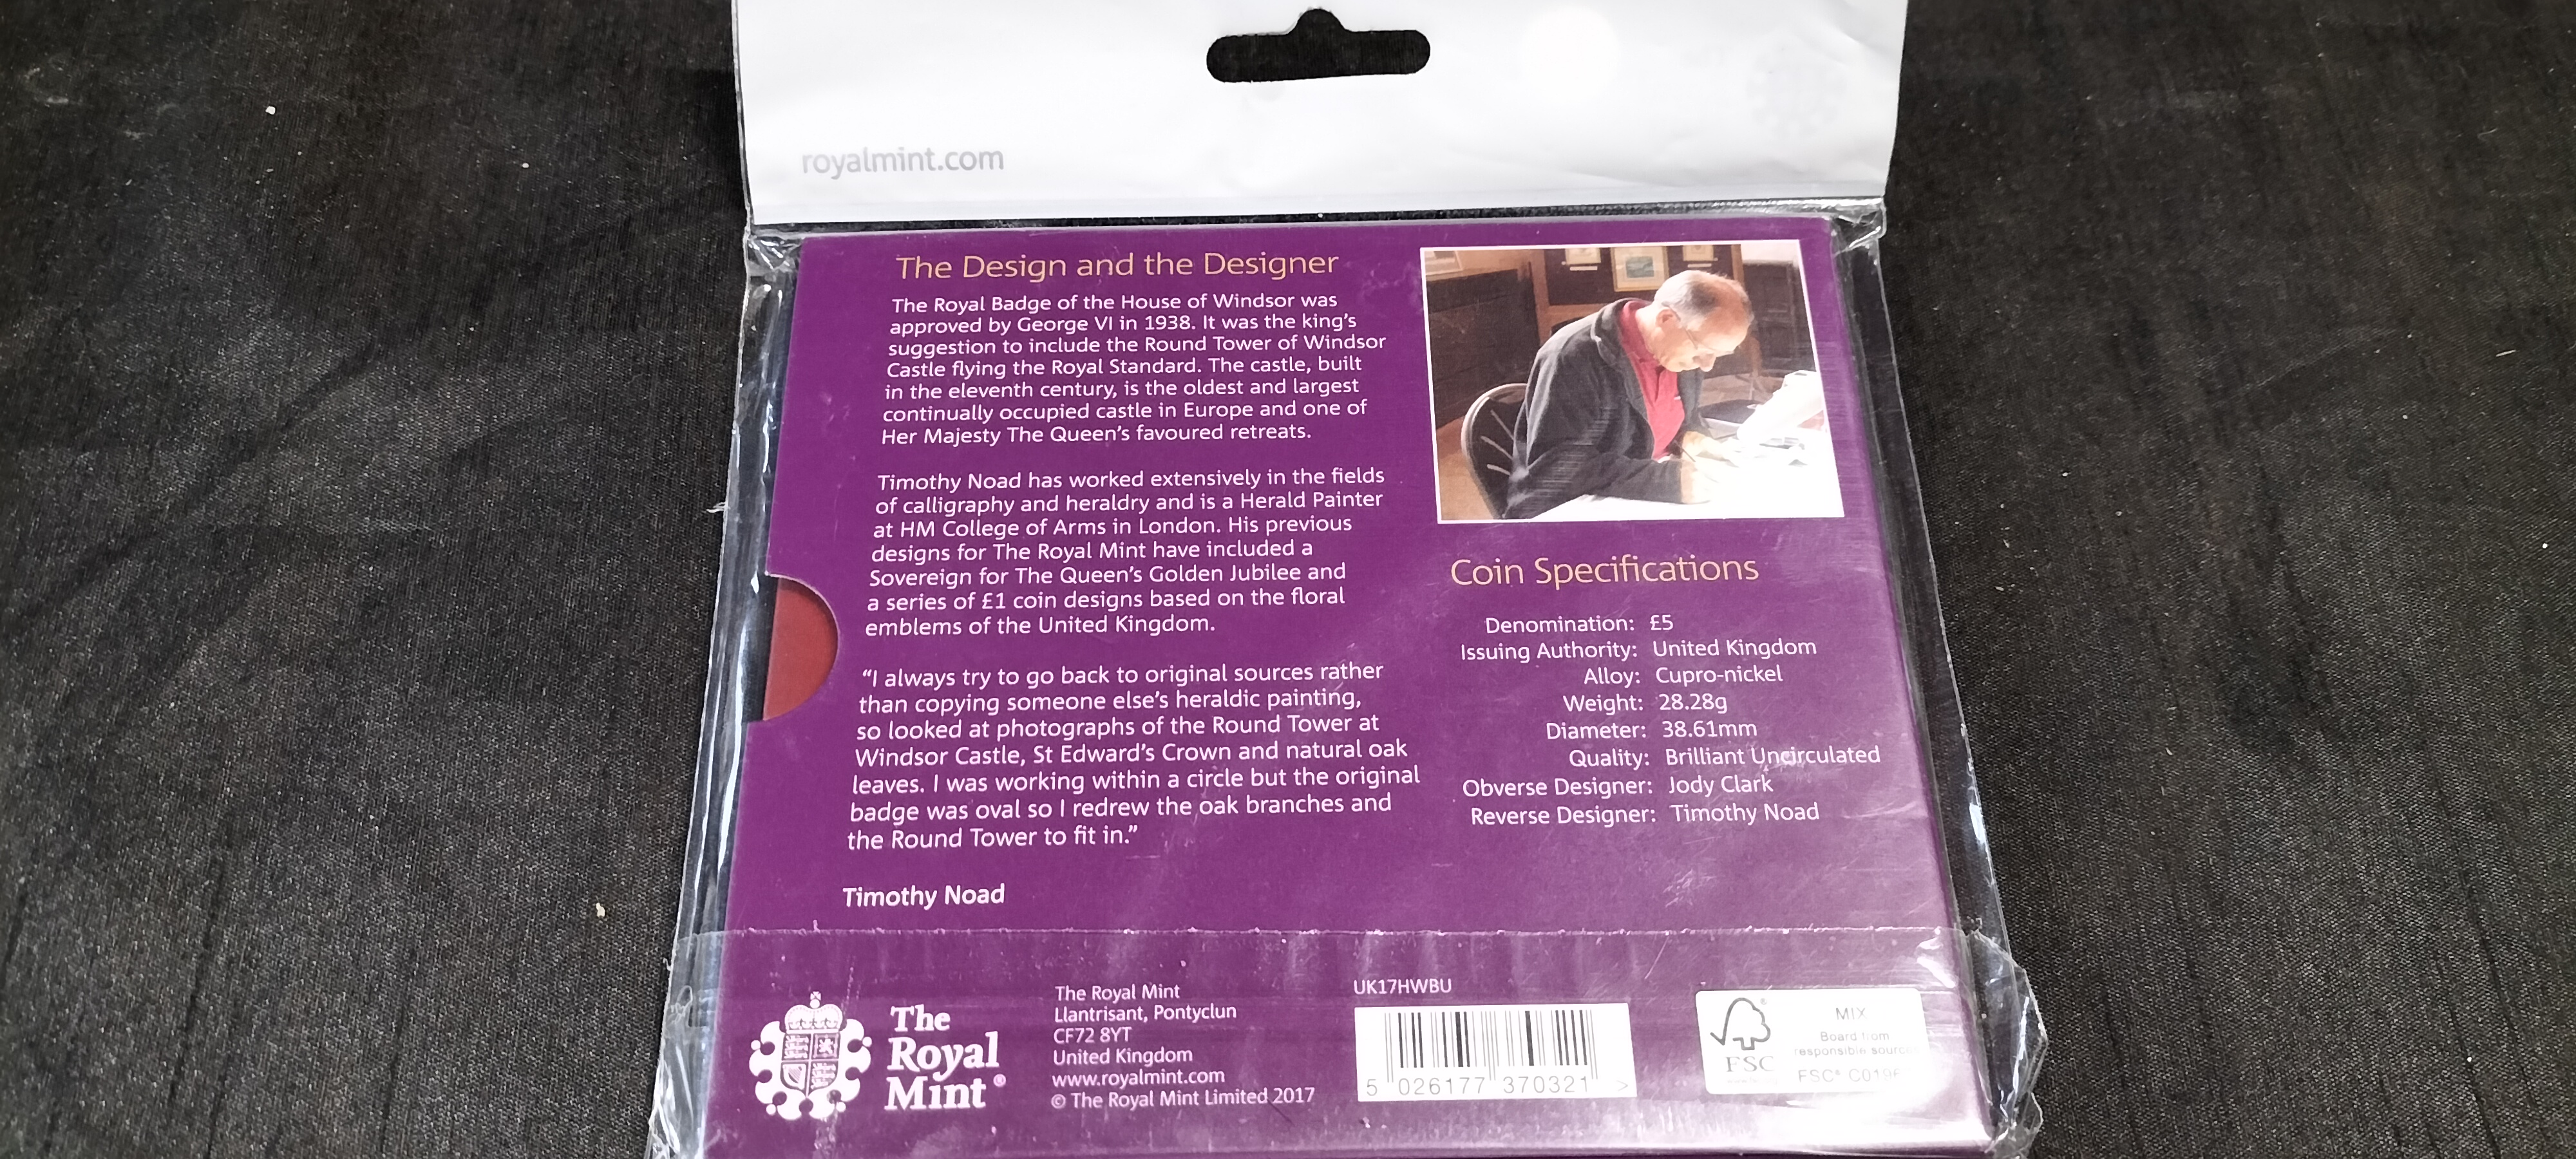 royalmint.com
The Design and the Designer
The Royal Badge of the House of Windsor was
approved by George VI in 1938. It was the king's
suggestion to include the Round Tower of Windsor
Castle flying the Royal Standard. The castle, built
in the eleventh century, is the oldest and largest
continually occupied castle in Europe and one of
Her Majesty The Queen's favoured retreats.
Timothy Noad has worked extensively in the fields
of calligraphy and heraldry and is a Herald Painter
at HM College of Arms in London. His previous
designs for The Royal Mint have included a
Sovereign for The Queen's Golden Jubilee and
a series of £1 coin designs based on the floral
emblems of the United Kingdom.
"I always try to go back to original sources rather
than copying someone else's heraldic painting,
so looked at photographs of the Round Tower at
Windsor Castle, St Edward's Crown and natural oak
leaves. I was working within a circle but the original
badge was oval so I redrew the oak branches and
the Round Tower to fit in."
Timothy Noad
Coin Specifications
Denomination: £5
Issuing Authority: United Kingdom
Alloy: Cupro-nickel
Weight: 28.28g
Diameter: 38.61mm
Quality: Brilliant Uncirculated
Obverse Designer: Jody Clark
Reverse Designer: Timothy Noad
The
Royal
Mint®
The Royal Mint
Llantrisant, Pontyclun
CF72 8YT
United Kingdom
www.royalmint.com
© The Royal Mint Limited 2017
UK17HWBU
5 026177 370321 >
FSC
MIX
Board from
responsible
FSC®